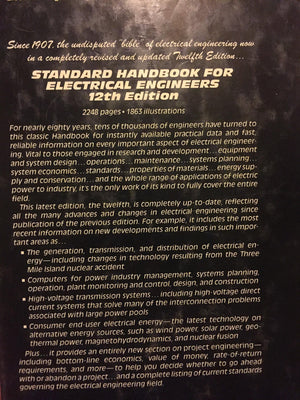 Since 1907, the undisputed "bible" of electrical engineering now
in a completely revised and updated Twelfth Edition...
STANDARD HANDBOOK FOR
ELECTRICAL ENGINEERS
12th Edition
2248 pages • 1863 illustrations
For nearly eighty years, tens of thousands of engineers have turned to
this classic Handbook for instantly available practical data and fast,
reliable information on every important aspect of electrical engineer-
ing. Vital to those engaged in research and development...equipment
and system design...operations...maintenance...systems planning...
system economics...standards...properties of materials...energy sup-
ply and conservation...and the whole range of applications of electric
power to industry, it's the only work of its kind to fully cover the entire
field.
This latest edition, the twelfth, is completely up-to-date, reflecting
all the many advances and changes in electrical engineering since
publication of the previous edition. For example, it includes the most
recent information on new developments and findings in such impor-
tant areas as...
▪ The generation, transmission, and distribution of electrical en-
ergy—including changes in technology resulting from the Three
Mile Island nuclear accident
▪ Computers for power industry management, systems planning,
operation, plant monitoring and control, design, and construction
▪ High-voltage transmission systems...including high-voltage direct
current systems that solve many of the interconnection problems
associated with large power pools
▪ Consumer end-user electrical energy—the latest technology on
alternative energy sources, such as wind power, solar power, geo-
thermal power, magnetohydrodynamics, and nuclear fusion
Plus...it provides an entirely new section on project engineering—
including bottom-line economics, value of money, rate-of-return
requirements, and more—to help you decide whether to go ahead
with or abandon a project...and a complete listing of current standards
governing the electrical engineering field.